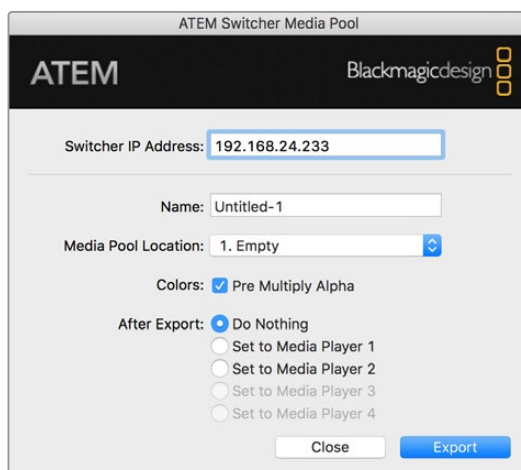 ATEM Switcher Media Pool
ATEM Blackmagicdesign
Switcher IP Address: 192.168.24.233
Name: Untitled-1
Media Pool Location: 1. Empty
Colors: Pre Multiply Alpha
After Export: Do Nothing
Set to Media Player 1
Set to Media Player 2
Set to Media Player 3
Set to Media Player 4
Close Export